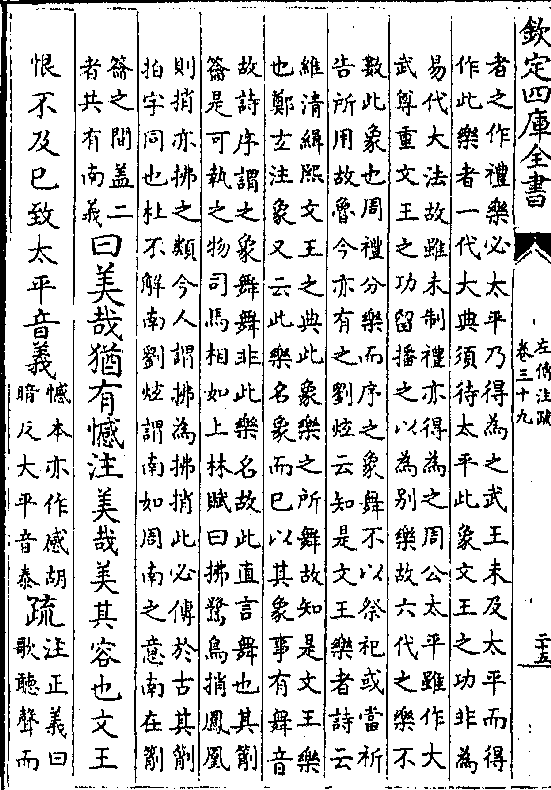 欽定四庫全書
左傳注疏
卷三十九
二十五
者之作禮樂必太平乃得為之武王未及太平而得
作此樂者一代大典須待太平此象文王之功非為
易代大法故雖未制禮亦得為之周公太平雖作大
武尊重文王之功留播之以為别樂故六代之樂不
數此象也周禮分樂而序之象舞不以祭祀或當祈
告所用故魯今亦有之劉炫云知是文王樂者詩云
維清緝熙文王之典此象樂之所舞故知是文王樂
也鄭玄注象又云此樂名象而已以其象事有舞音
故詩序謂之象舞舞非此樂名故此直言舞也其箾
籥是可執之物司馬相如上林賦曰拂鷖鳥捎鳳凰
則捎亦拂之類今人謂拂為拂捎此必傳於古其削
拍字同也杜不解南劉炫謂南如周南之意南在箾
籥之間蓋二
者共有南義
曰美哉猶有憾注美哉美其容也文王
恨不及已致太平音義
憾本亦作感胡
暗反大平音泰
疏
注正義曰
歌聽聲而